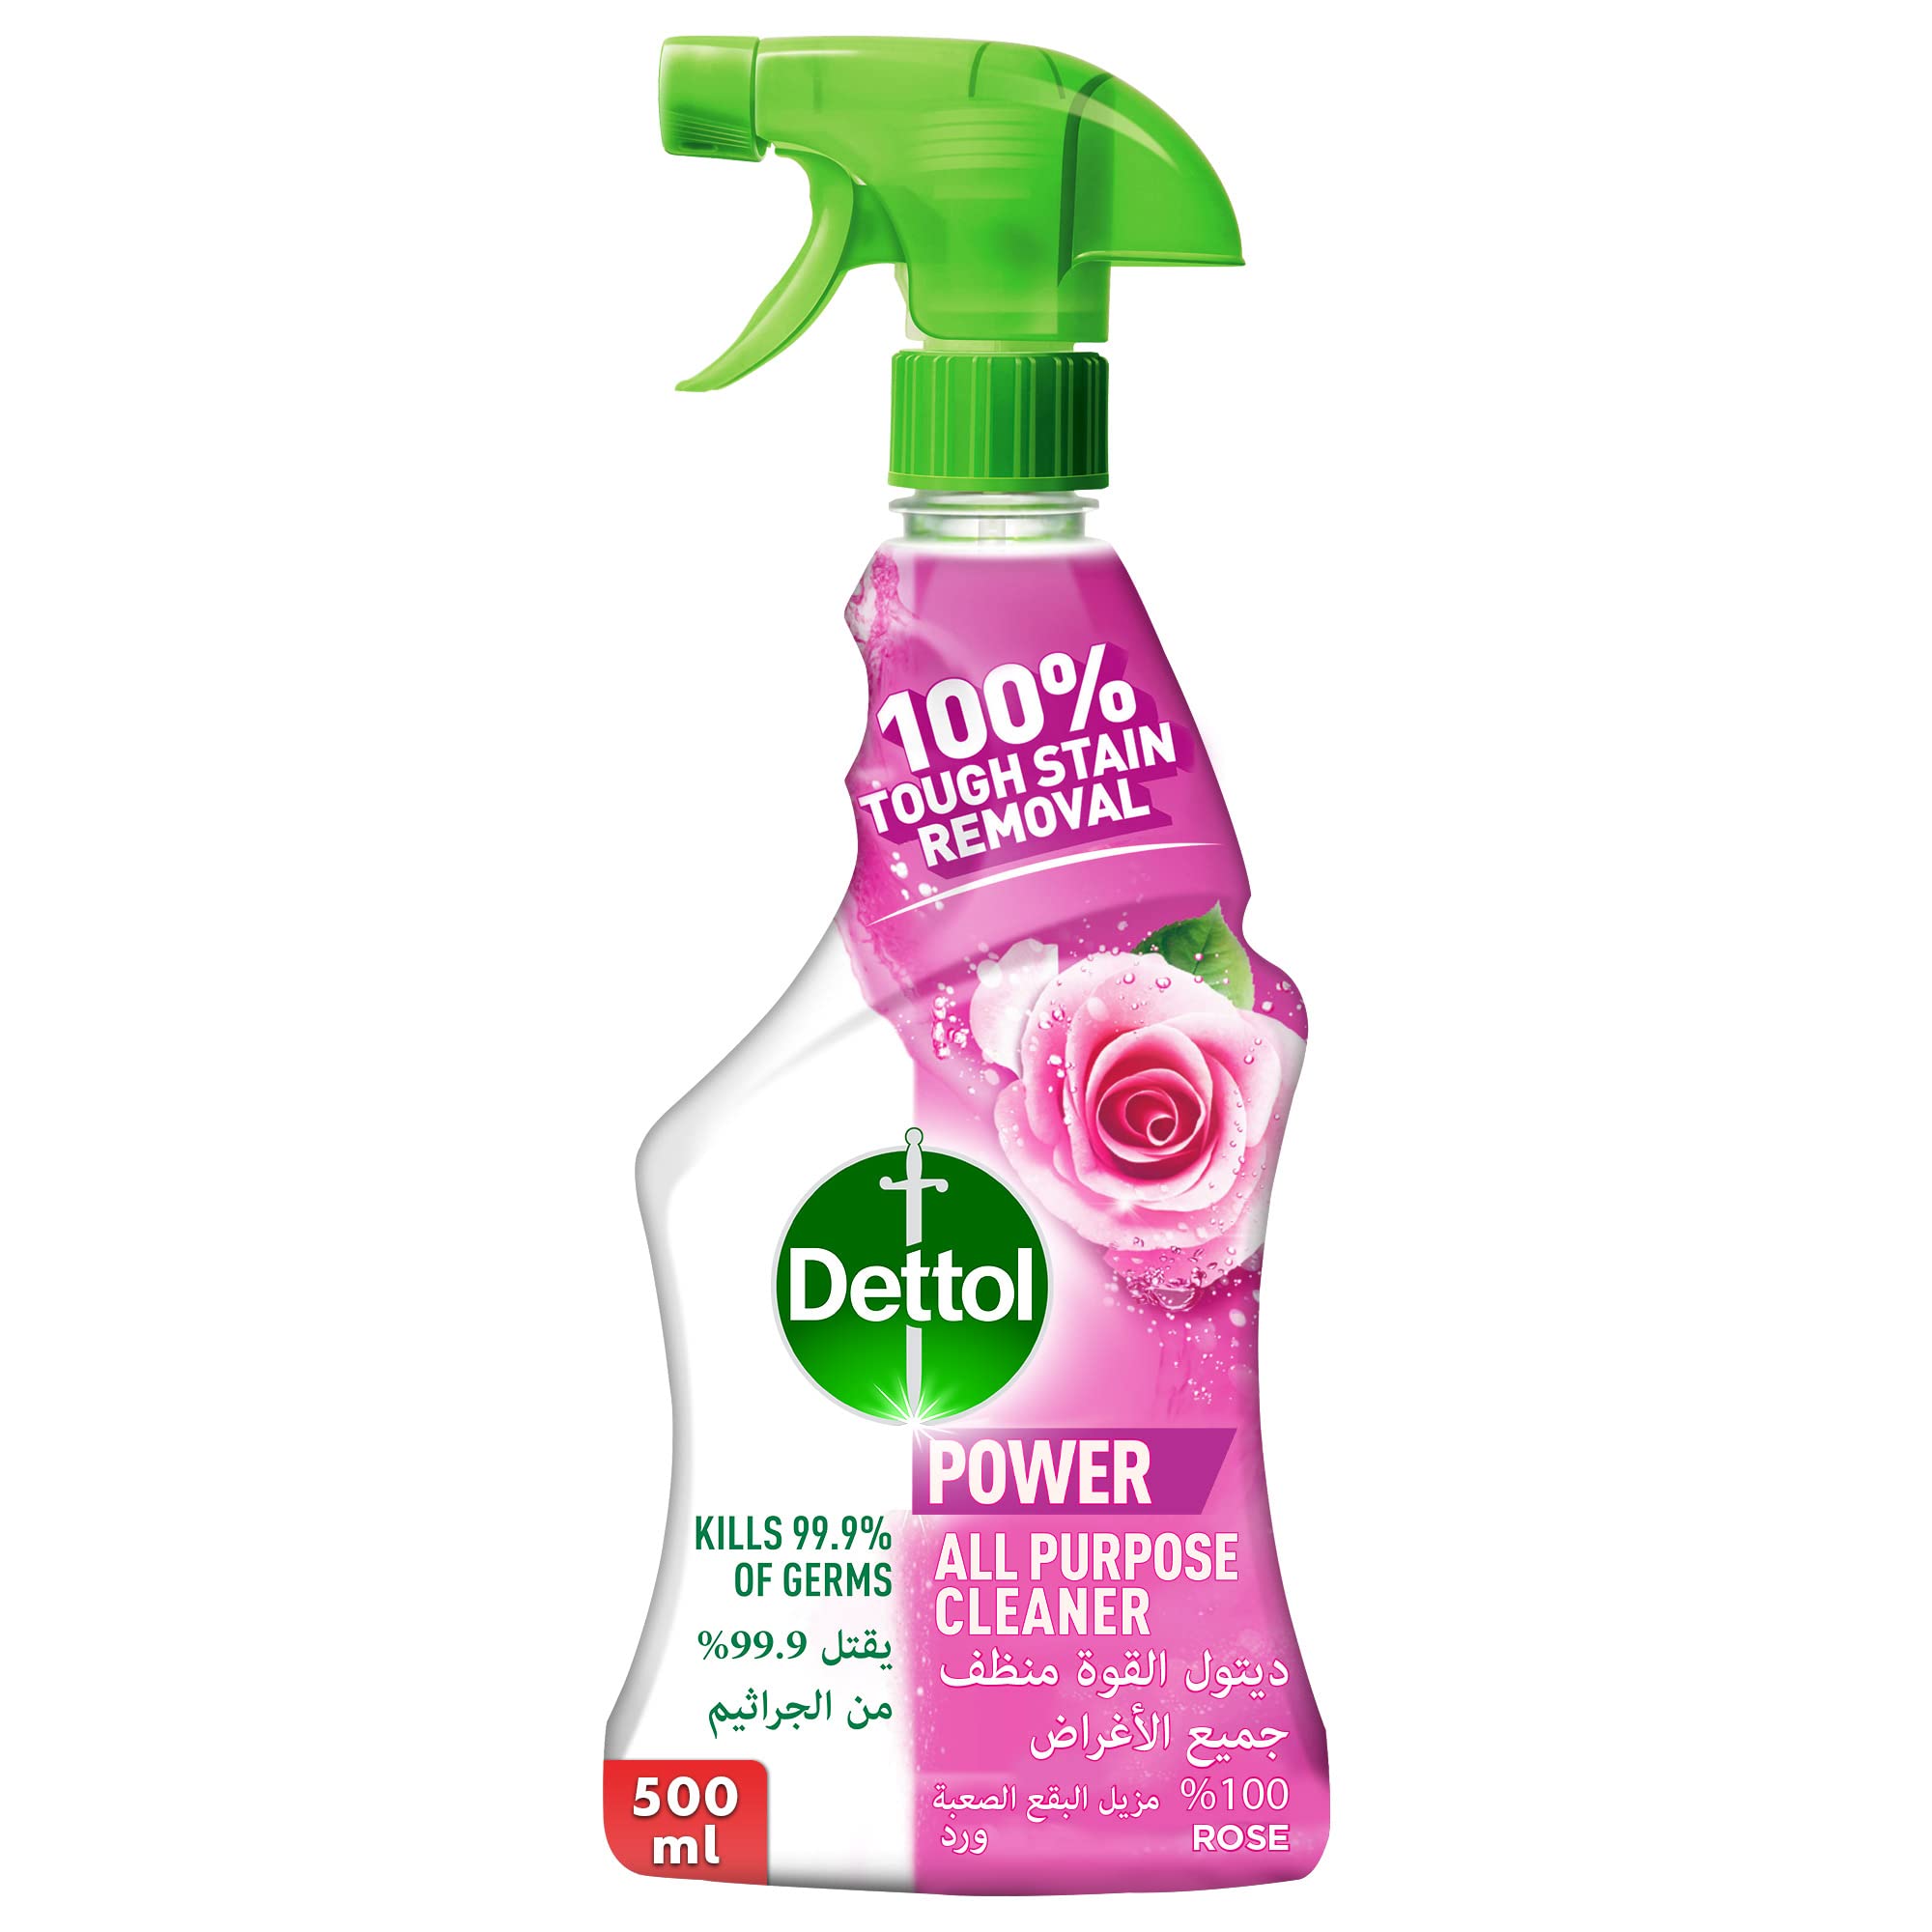 100%
TOUGH STAIN
REMOVAL
Dettol
POWER
KILLS 99.9%
OF GERMS
يقتل 99.9%
من الجراثيم
ALL PURPOSE
CLEANER
ديتول القوة منظف
جميع الأغراض
100% مزيل البقع الصعبة
ورد ROSE
500
ml